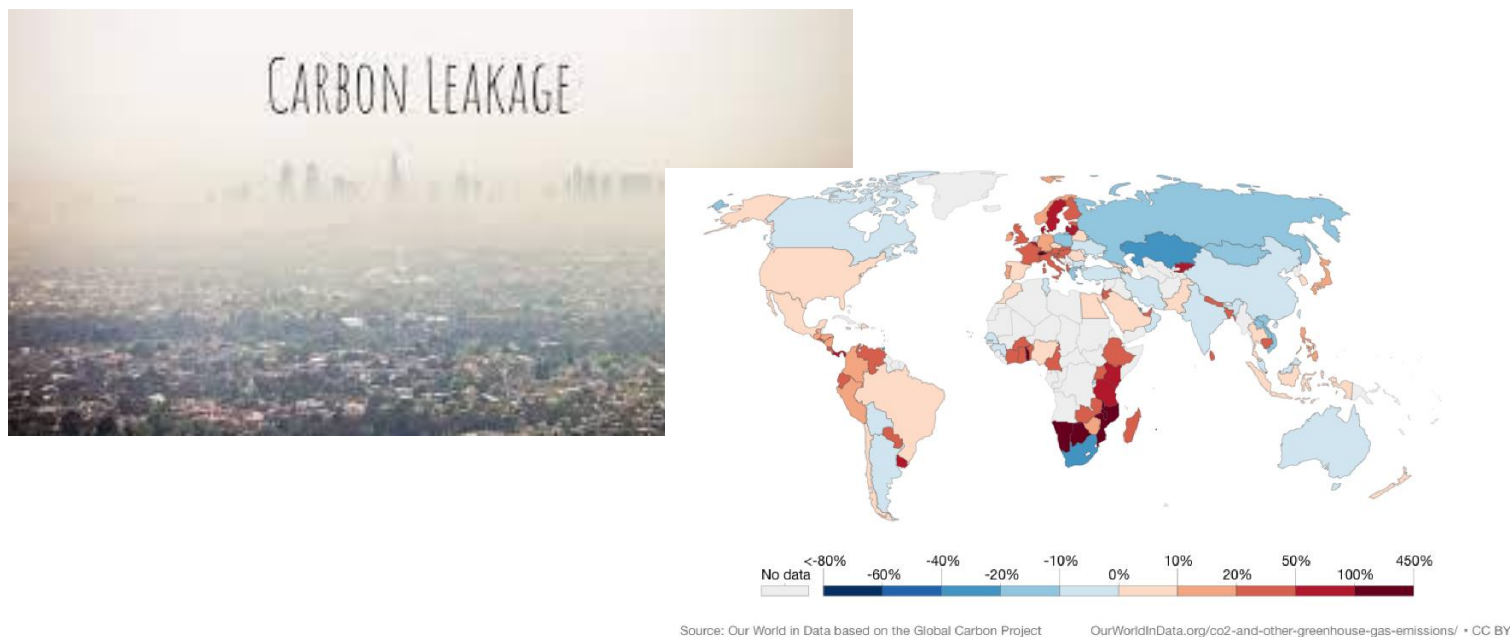 CARBON LEAKAGE
<-80% -40% -10% 10% 50% 450%
No data -60% -20% 0% 20% 100%
Source: Our World in Data based on the Global Carbon Project OurWorldInData.org/co2-and-other-greenhouse-gas-emissions/ • CC BY